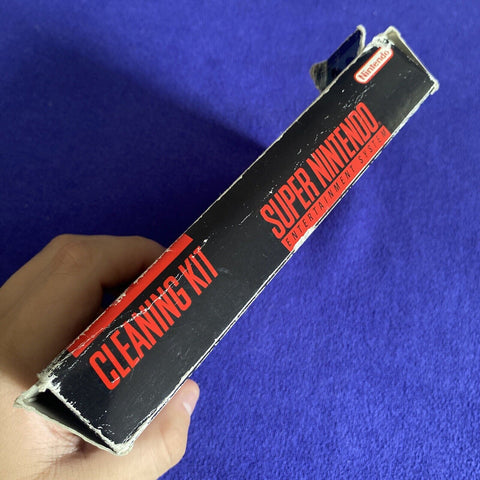 Nintendo
SUPER NINTENDO
ENTERTAINMENT SYSTEM
CLEANING KIT